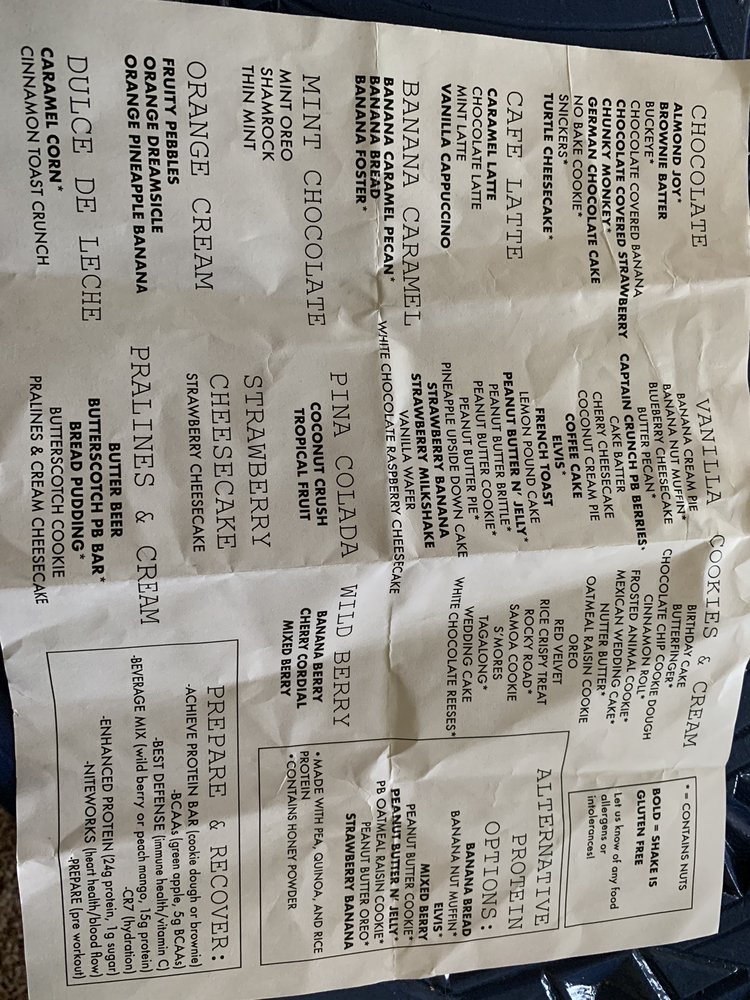 CHOCOLATE
ALMOND JOY*
BROWNIE BATTER
BUCKEYE*
CHOCOLATE COVERED BANANA
CHOCOLATE COVERED STRAWBERRY
CHUNKY MONKEY*
GERMAN CHOCOLATE CAKE
NO BAKE COOKIE*
SNICKERS*
TURTLE CHEESECAKE*
CAFE LATTE
CARAMEL LATTE
CHOCOLATE LATTE
MINT LATTE
VANILLA CAPPUCCINO
BANANA CARAMEL
BANANA CARAMEL PECAN*
BANANA BREAD
BANANA FOSTER*
MINT CHOCOLATE
MINT OREO
SHAMROCK
THIN MINT
ORANGE CREAM
FRUITY PEBBLES
ORANGE DREAMSICLE
ORANGE PINEAPPLE BANANA
DULCE DE LECHE
CARAMEL CORN*
CINNAMON TOAST CRUNCH
VANILLA
BANANA CREAM PIE
BANANA NUT MUFFIN*
BLUEBERRY CHEESECAKE
BUTTER PECAN*
CAPTAIN CRUNCH PB BERRIES*
CAKE BATTER
CHERRY CHEESECAKE
COCONUT CREAM PIE
COFFEE CAKE
ELVIS*
FRENCH TOAST
LEMON POUND CAKE
PEANUT BUTTER N' JELLY*
PEANUT BUTTER BRITTLE*
PEANUT BUTTER COOKIE*
PEANUT BUTTER PIE*
PINEAPPLE UPSIDE DOWN CAKE
STRAWBERRY BANANA
STRAWBERRY MILKSHAKE
VANILLA WAFER
WHITE CHOCOLATE RASPBERRY CHEESECAKE
PINA COLADA
COCONUT CRUSH
TROPICAL FRUIT
STRAWBERRY
CHEESECAKE
STRAWBERRY CHEESECAKE
PRALINES & CREAM
BUTTER BEER
BUTTERSCOTCH PB BAR*
BREAD PUDDING*
BUTTERSCOTCH COOKIE
PRALINES & CREAM CHEESECAKE
COOKIES & CREAM
BIRTHDAY CAKE
BUTTERFINGER*
CHOCOLATE CHIP COOKIE DOUGH
CINNAMON ROLL*
FROSTED ANIMAL COOKIE*
MEXICAN WEDDING CAKE*
NUTTER BUTTER*
OATMEAL RAISIN COOKIE
OREO
RED VELVET
RICE CRISPY TREAT
ROCKY ROAD*
SAMOA COOKIE
S'MORES
TAGALONG*
WEDDING CAKE
WHITE CHOCOLATE REESES*
WILD BERRY
BANANA BERRY
CHERRY CORDIAL
MIXED BERRY
* = CONTAINS NUTS
BOLD = SHAKE IS
GLUTEN FREE
Let us know of any food
allergens or
intolerances!
ALTERNATIVE
PROTEIN
OPTIONS:
BANANA BREAD
BANANA NUT MUFFIN*
ELVIS*
MIXED BERRY
PEANUT BUTTER COOKIE*
PEANUT BUTTER N' JELLY*
PB OATMEAL RAISIN COOKIE*
PEANUT BUTTER OREO*
STRAWBERRY BANANA
•MADE WITH PEA, QUINOA, AND RICE
PROTEIN
•CONTAINS HONEY POWDER
PREPARE & RECOVER:
-ACHIEVE PROTEIN BAR (cookie dough or brownie)
-BCAAs (green apple, 5g BCAAs)
-BEST DEFENSE (immune health/vitamin C)
-BEVERAGE MIX (wild berry or peach mango, 15g protein)
-CR7 (hydration)
-ENHANCED PROTEIN (24g protein, 1g sugar)
-NITEWORKS (heart health/blood flow)
-PREPARE (pre workout)